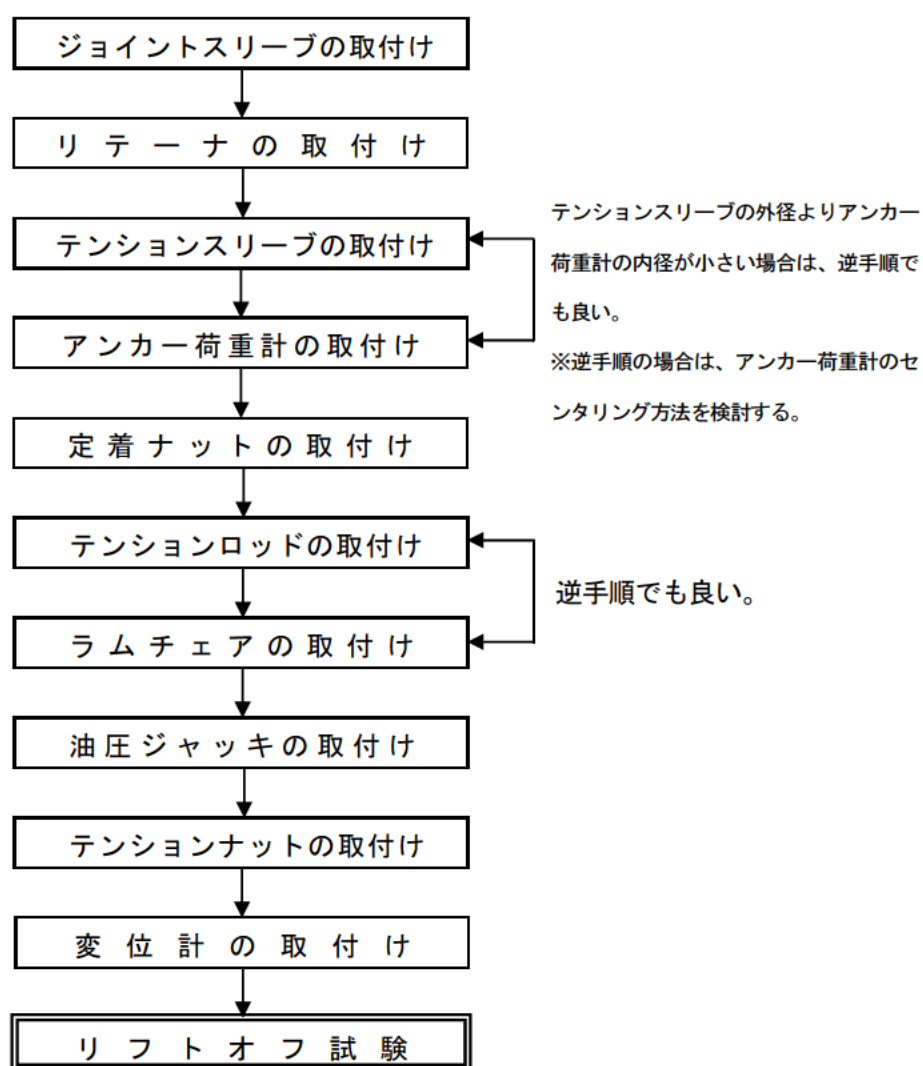 ジョイントスリーブの取付け
リテーナの取付け
テンションスリーブの取付け
テンションスリーブの外径よりアンカー
荷重計の内径が小さい場合は、逆手順で
も良い。
※逆手順の場合は、アンカー荷重計のセ
ンタリング方法を検討する。
アンカー荷重計の取付け
定着ナットの取付け
テンションロッドの取付け
逆手順でも良い。
ラムチェアの取付け
油圧ジャッキの取付け
テンションナットの取付け
変位計の取付け
リフトオフ試験